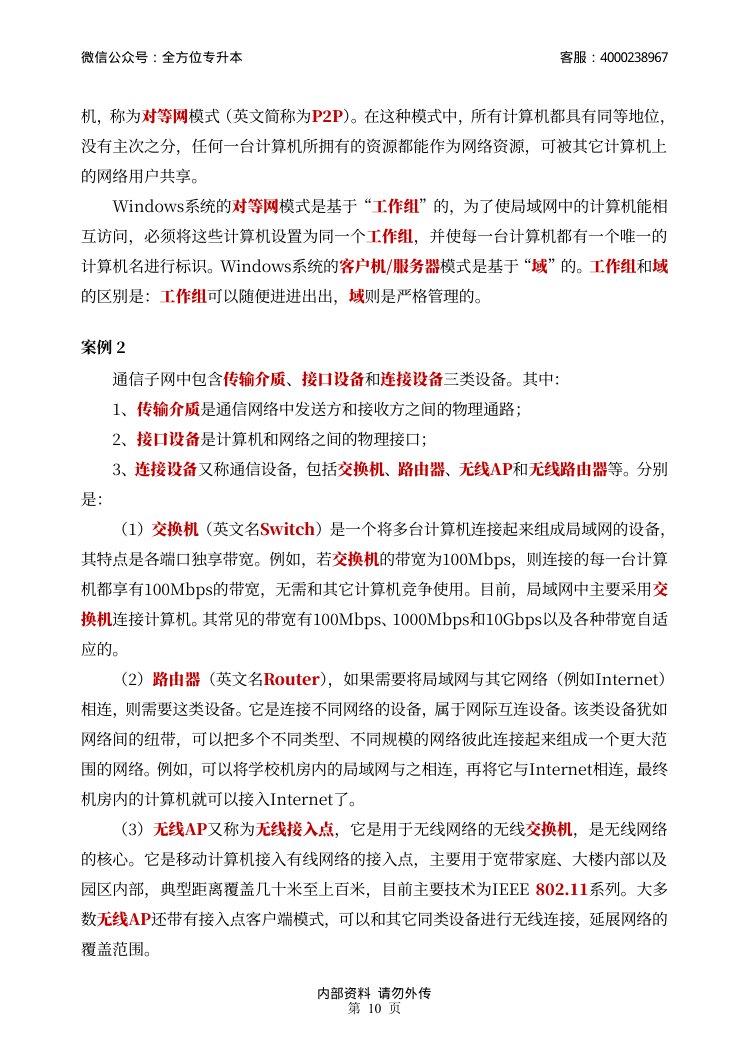 微信公众号：全方位专升本
客服：4000238967
机，称为对等网模式（英文简称为P2P）。在这种模式中，所有计算机都具有同等地位，
没有主次之分，任何一台计算机所拥有的资源都能作为网络资源，可被其它计算机上
的网络用户共享。
Windows系统的对等网模式是基于“工作组”的，为了使局域网中的计算机能相
互访问，必须将这些计算机设置为同一个工作组，并使每一台计算机都有一个唯一的
计算机名进行标识。Windows系统的客户机/服务器模式是基于“域”的。工作组和域
的区别是：工作组可以随便进进出出，域则是严格管理的。
案例 2
通信子网中包含传输介质、接口设备和连接设备三类设备。其中：
1、传输介质是通信网络中发送方和接收方之间的物理通路；
2、接口设备是计算机和网络之间的物理接口；
3、连接设备又称通信设备，包括交换机、路由器、无线AP和无线路由器等。分别
是：
（1）交换机（英文名Switch）是一个将多台计算机连接起来组成局域网的设备，
其特点是各端口独享带宽。例如，若交换机的带宽为100Mbps，则连接的每一台计算
机都享有100Mbps的带宽，无需和其它计算机竞争使用。目前，局域网中主要采用交
换机连接计算机。其常见的带宽有100Mbps、1000Mbps和10Gbps以及各种带宽自适
应的。
（2）路由器（英文名Router），如果需要将局域网与其它网络（例如Internet）
相连，则需要这类设备。它是连接不同网络的设备，属于网际互连设备。该类设备犹如
网络间的纽带，可以把多个不同类型、不同规模的网络彼此连接起来组成一个更大范
围的网络。例如，可以将学校机房内的局域网与之相连，再将它与Internet相连，最终
机房内的计算机就可以接入Internet了。
（3）无线AP又称为无线接入点，它是用于无线网络的无线交换机，是无线网络
的核心。它是移动计算机接入有线网络的接入点，主要用于宽带家庭、大楼内部以及
园区内部，典型距离覆盖几十米至上百米，目前主要技术为IEEE 802.11系列。大多
数无线AP还带有接入点客户端模式，可以和其它同类设备进行无线连接，延展网络的
覆盖范围。
内部资料 请勿外传
第 10 页